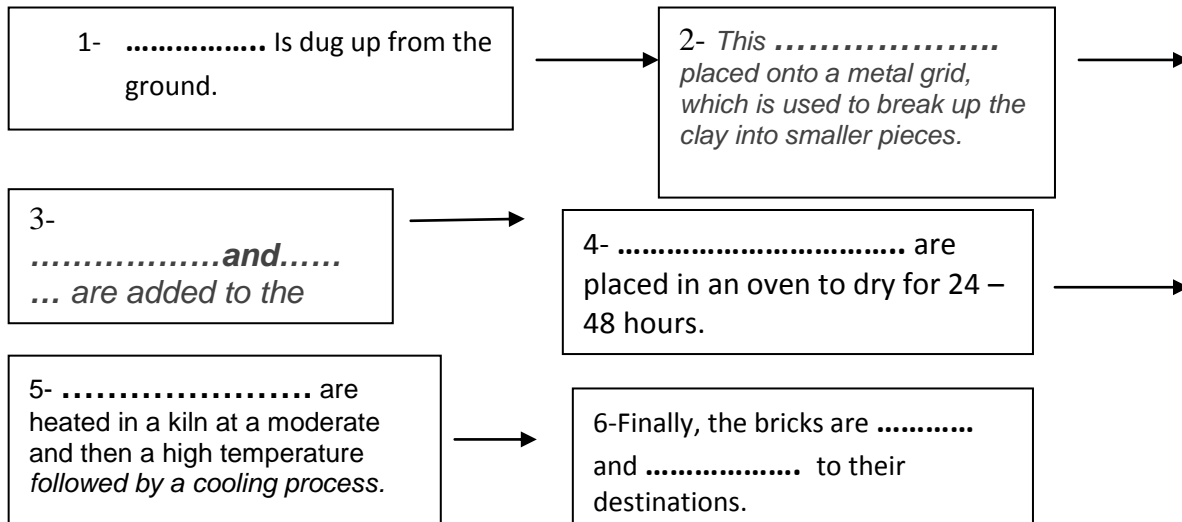 1- …………….. Is dug up from the
ground.
2- This ………………..
placed onto a metal grid,
which is used to break up the
clay into smaller pieces.
3-
………………and……
… are added to the
4- ………………………….. are
placed in an oven to dry for 24 –
48 hours.
5- ……………………. are
heated in a kiln at a moderate
and then a high temperature
followed by a cooling process.
6-Finally, the bricks are …………
and ………………. to their
destinations.